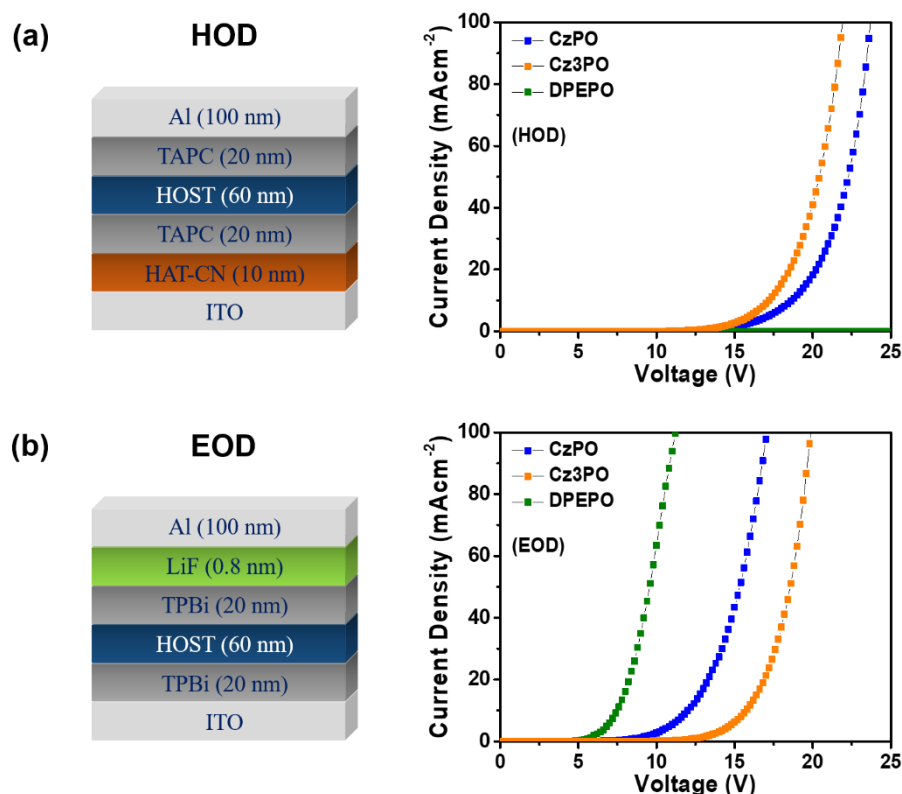 (a)
HOD
Al (100 nm)
TAPC (20 nm)
HOST (60 nm)
TAPC (20 nm)
HAT-CN (10 nm)
ITO
Current Density (mAcm⁻²)
100
80
60
40
20
0
CzPO
Cz3PO
DPEPO
(HOD)
0 5 10 15 20 25
Voltage (V)
(b)
EOD
Al (100 nm)
LiF (0.8 nm)
TPBi (20 nm)
HOST (60 nm)
TPBi (20 nm)
ITO
Current Density (mAcm⁻²)
100
80
60
40
20
0
CzPO
Cz3PO
DPEPO
(EOD)
0 5 10 15 20 25
Voltage (V)